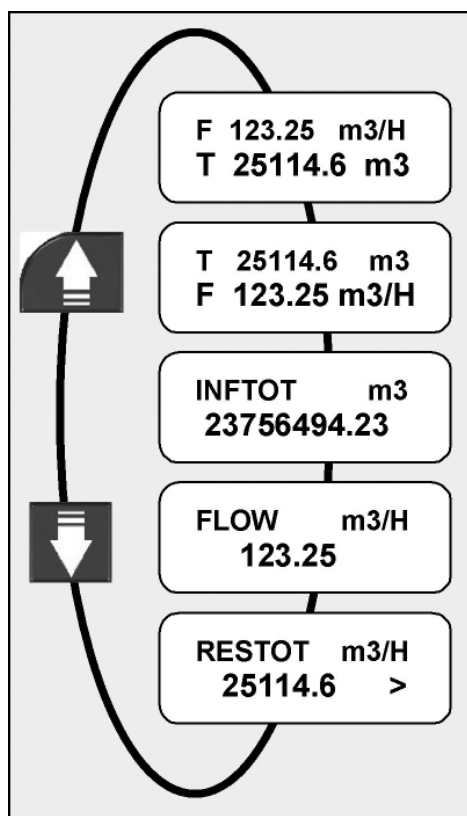 F 123.25 m3/H
T 25114.6 m3
T 25114.6 m3
F 123.25 m3/H
INFTOT m3
23756494.23
FLOW m3/H
123.25
RESTOT m3/H
25114.6 >